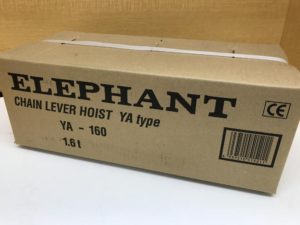 ELEPHANT
CHAIN LEVER HOIST YA type
YA - 160
1.6 t
CE